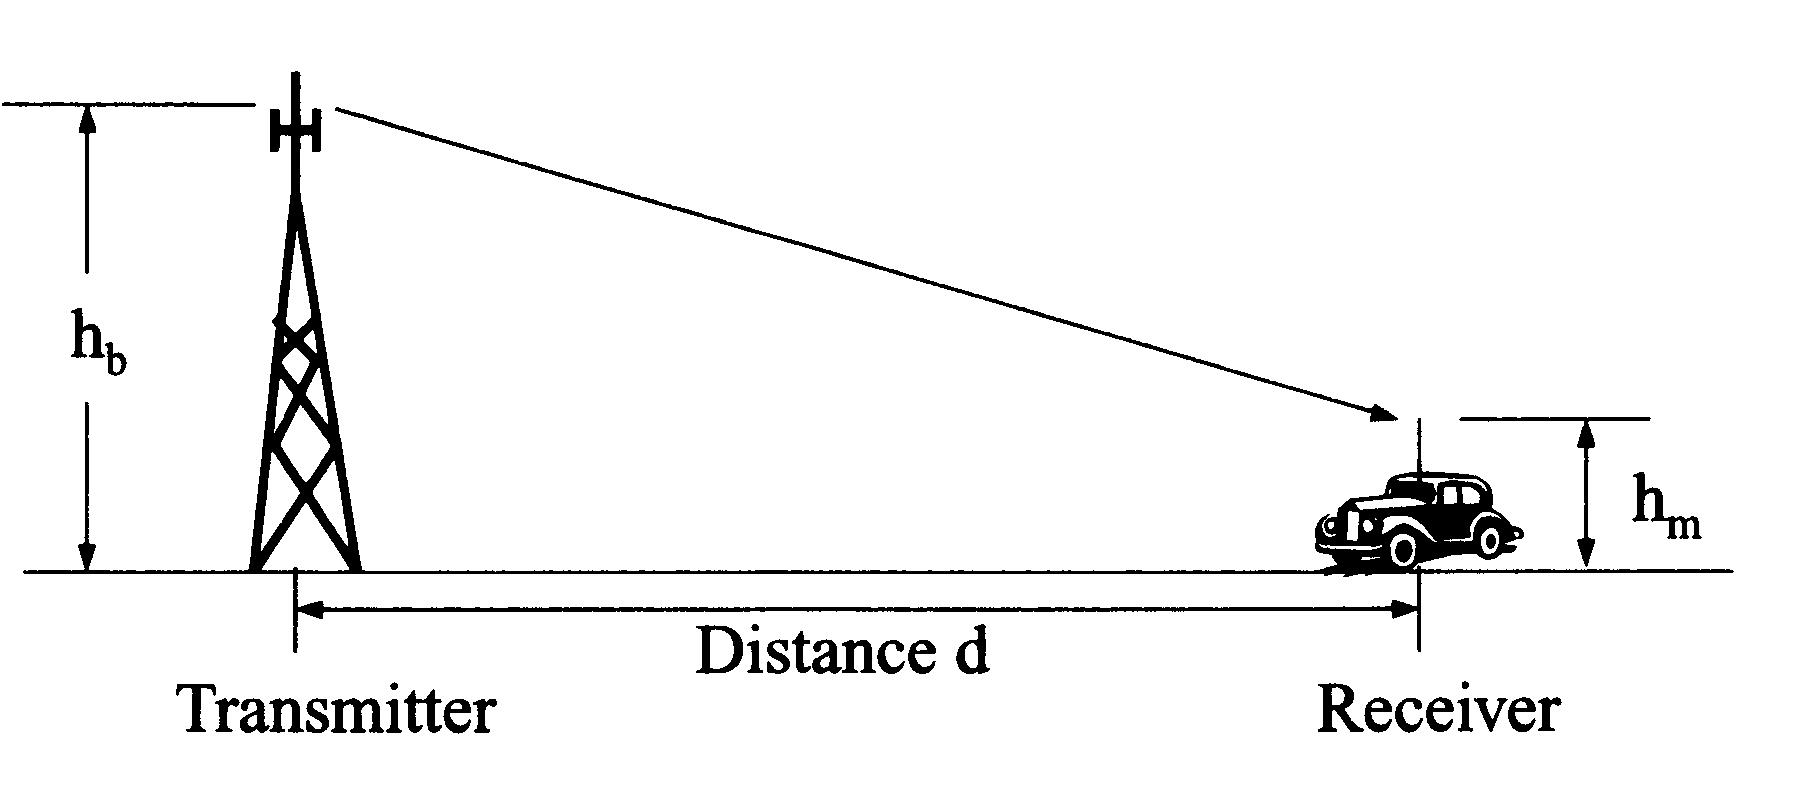 h_b
h_m
Distance d
Transmitter
Receiver